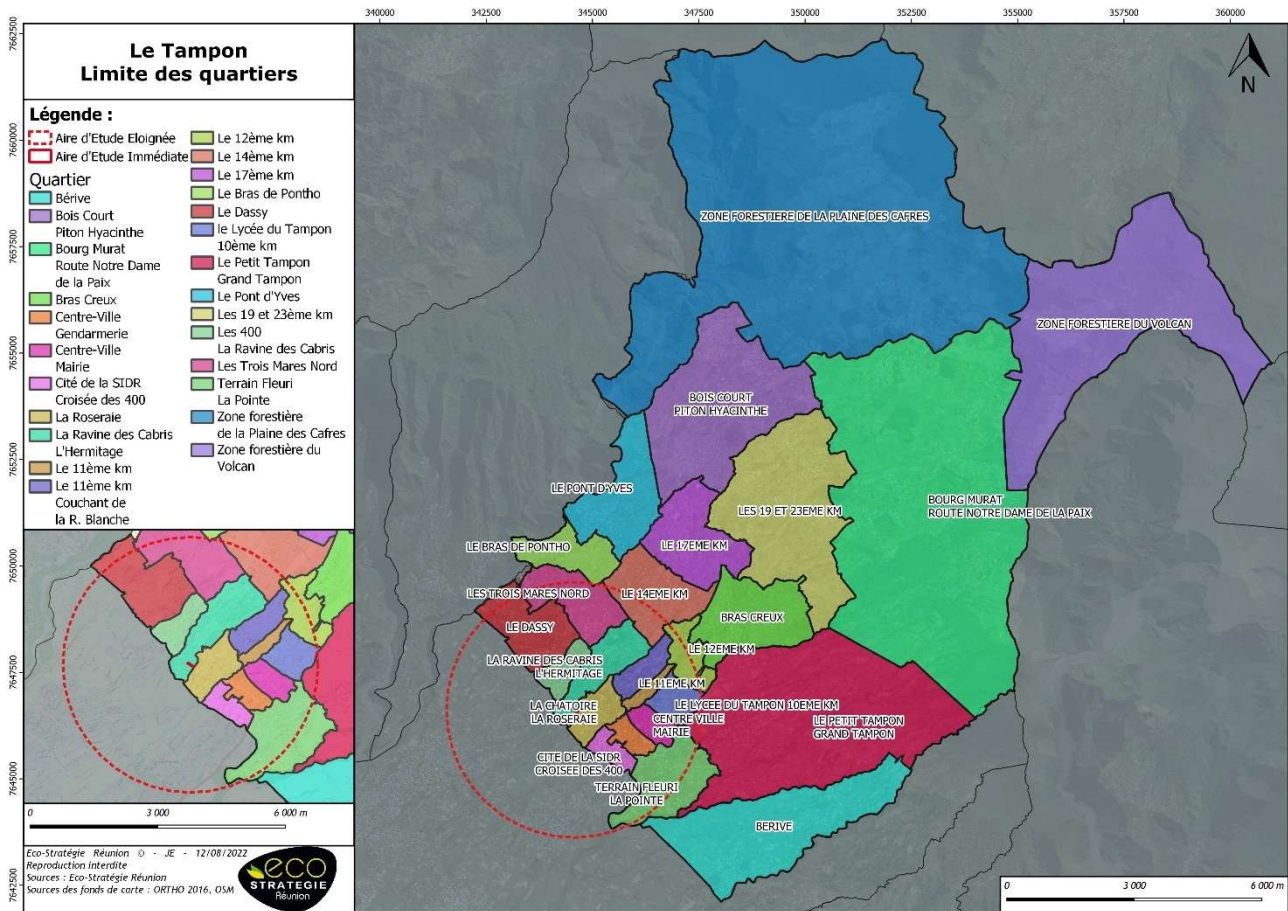 340000
342500
345000
347500
350000
352500
355000
357500
360000
7662500
7660000
7657500
7655000
7652500
7650000
7647500
7645000
7642500
Le Tampon
Limite des quartiers
Légende :
Aire d'Etude Eloignée
Aire d'Etude Immédiate
Quartier
Bérive
Bois Court
Piton Hyacinthe
Bourg Murat
Route Notre Dame
de la Paix
Bras Creux
Centre-Ville
Gendarmerie
Centre-Ville
Mairie
Cité de la SIDR
Croisée des 400
La Roseraie
La Ravine des Cabris
L'Hermitage
Le 11ème km
Le 11ème km
Couchant de
la R. Blanche
Le 12ème km
Le 14ème km
Le 17ème km
Le Bras de Pontho
Le Dassy
le Lycée du Tampon
10ème km
Le Petit Tampon
Grand Tampon
Le Pont d'Yves
Les 19 et 23ème km
Les 400
La Ravine des Cabris
Les Trois Mares Nord
Terrain Fleuri
La Pointe
Zone forestière
de la Plaine des Cafres
Zone forestière du
Volcan
0 3 000 6 000 m
Eco-Stratégie Réunion © - JE - 12/08/2022
Reproduction interdite
Sources : Eco-Stratégie Réunion
Sources des fonds de carte : ORTHO 2016, OSM
eco
STRATEGIE
Réunion
N
ZONE FORESTIERE DE LA PLAINE DES CAFRES
ZONE FORESTIERE DU VOLCAN
BOIS COURT
PITON HYACINTHE
LE PONT D'YVES
LES 19 ET 23EME KM
BOURG MURAT
ROUTE NOTRE DAME DE LA PAIX
LE BRAS DE PONTHO
LE 17EME KM
LES TROIS MARES NORD
LE 14EME KM
LE DASSY
BRAS CREUX
LE 12EME KM
LA RAVINE DES CABRIS
L'HERMITAGE
LE 11EME KM
LA CHATOIRE
LA ROSERAIE
LE LYCEE DU TAMPON 10EME KM
CENTRE VILLE
MAIRIE
LE PETIT TAMPON
GRAND TAMPON
CITE DE LA SIDR
CROISEE DES 400
TERRAIN FLEURI
LA POINTE
BERIVE
0 3 000 6 000 m